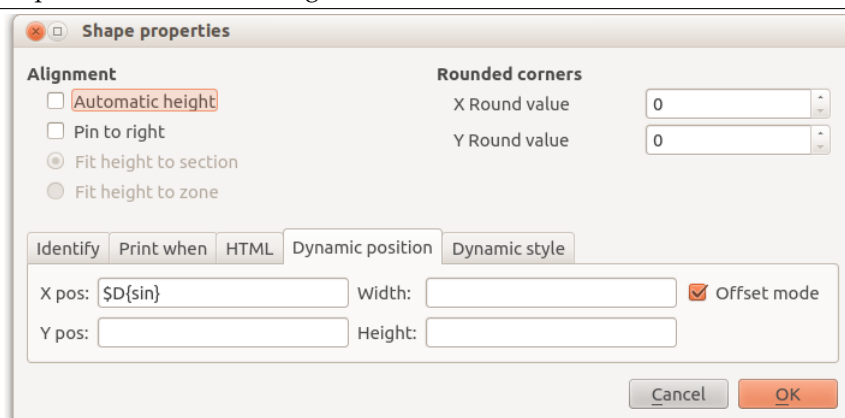 Shape properties
Alignment
Automatic height
Pin to right
Fit height to section
Fit height to zone
Rounded corners
X Round value 0
Y Round value 0
Identify Print when HTML Dynamic position Dynamic style
X pos: $D{sin} Width: Offset mode
Y pos: Height:
Cancel OK